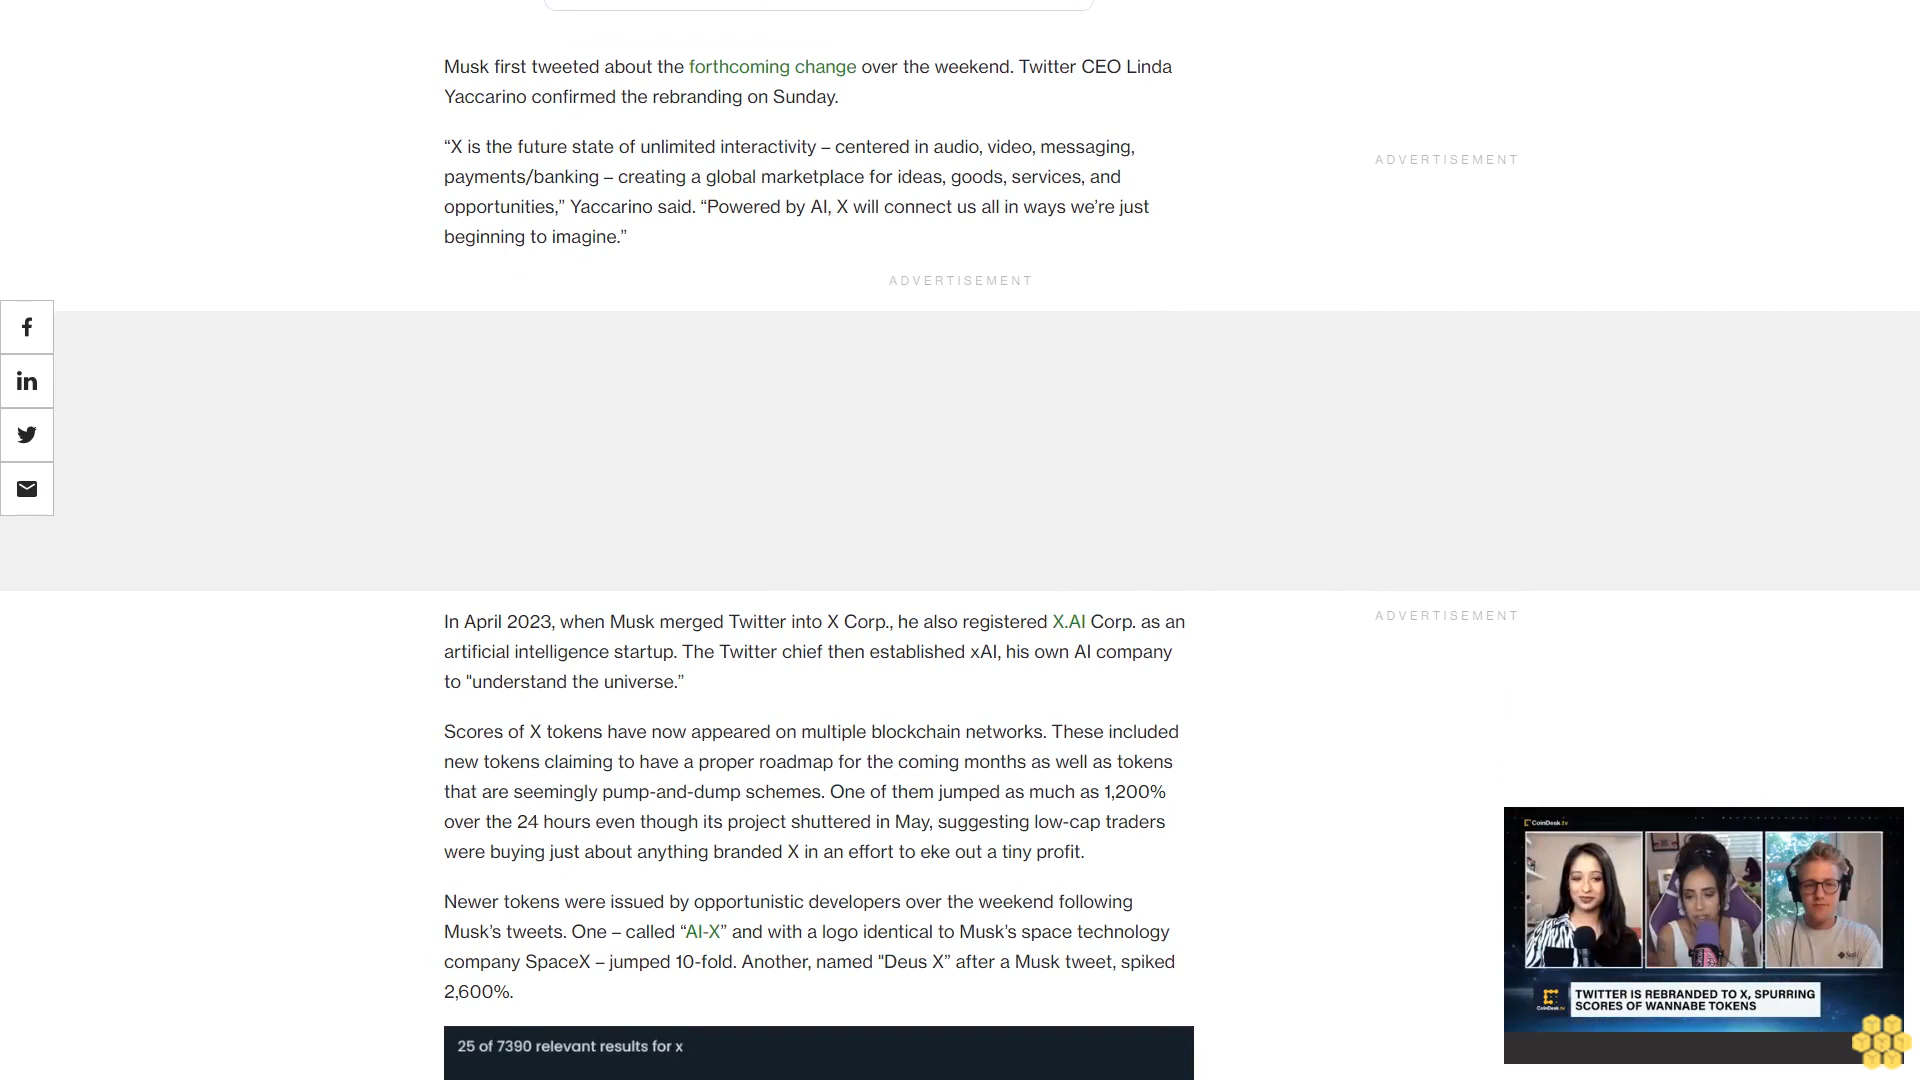 Musk first tweeted about the forthcoming change over the weekend. Twitter CEO Linda
Yaccarino confirmed the rebranding on Sunday.
“X is the future state of unlimited interactivity – centered in audio, video, messaging,
payments/banking – creating a global marketplace for ideas, goods, services, and
opportunities,” Yaccarino said. “Powered by AI, X will connect us all in ways we’re just
beginning to imagine.”
ADVERTISEMENT
ADVERTISEMENT
In April 2023, when Musk merged Twitter into X Corp., he also registered X.AI Corp. as an
artificial intelligence startup. The Twitter chief then established xAI, his own AI company
to "understand the universe.”
ADVERTISEMENT
Scores of X tokens have now appeared on multiple blockchain networks. These included
new tokens claiming to have a proper roadmap for the coming months as well as tokens
that are seemingly pump-and-dump schemes. One of them jumped as much as 1,200%
over the 24 hours even though its project shuttered in May, suggesting low-cap traders
were buying just about anything branded X in an effort to eke out a tiny profit.
Newer tokens were issued by opportunistic developers over the weekend following
Musk’s tweets. One – called “AI-X” and with a logo identical to Musk’s space technology
company SpaceX – jumped 10-fold. Another, named "Deus X” after a Musk tweet, spiked
2,600%.
25 of 7390 relevant results for x
CoinDesk.tv
TWITTER IS REBRANDED TO X, SPURRING
SCORES OF WANNABE TOKENS
CoinDesk.tv